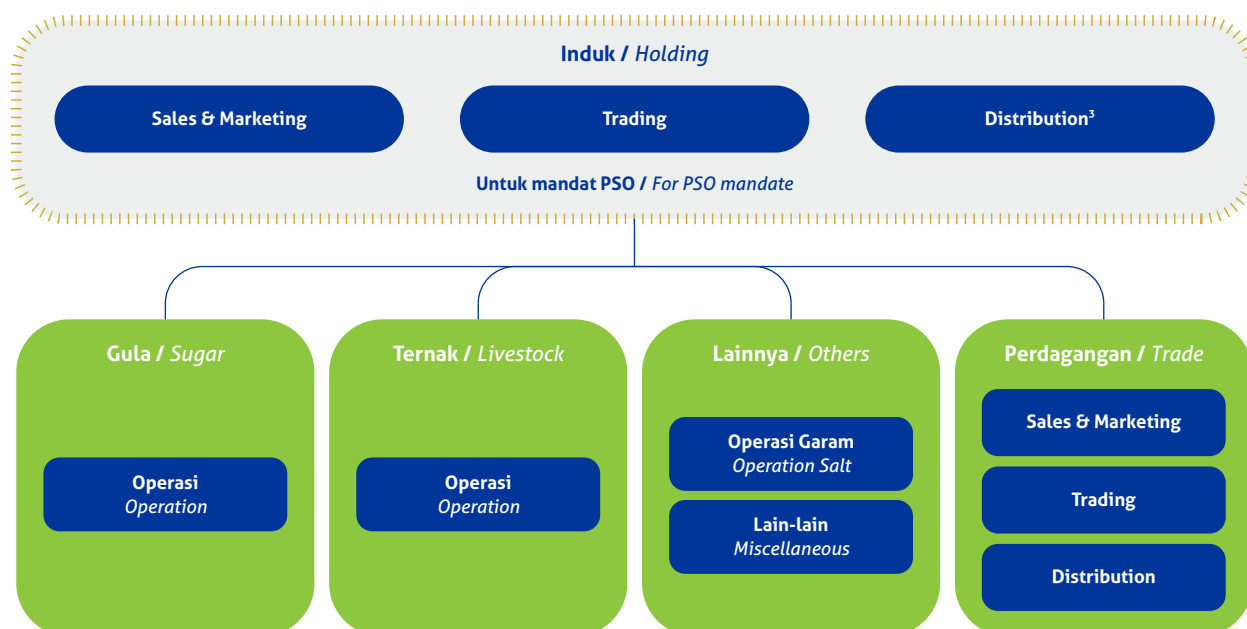 Induk / Holding
Sales & Marketing
Trading
Distribution³
Untuk mandat PSO / For PSO mandate
Gula / Sugar
Operasi
Operation
Ternak / Livestock
Operasi
Operation
Lainnya / Others
Operasi Garam
Operation Salt
Lain-lain
Miscellaneous
Perdagangan / Trade
Sales & Marketing
Trading
Distribution